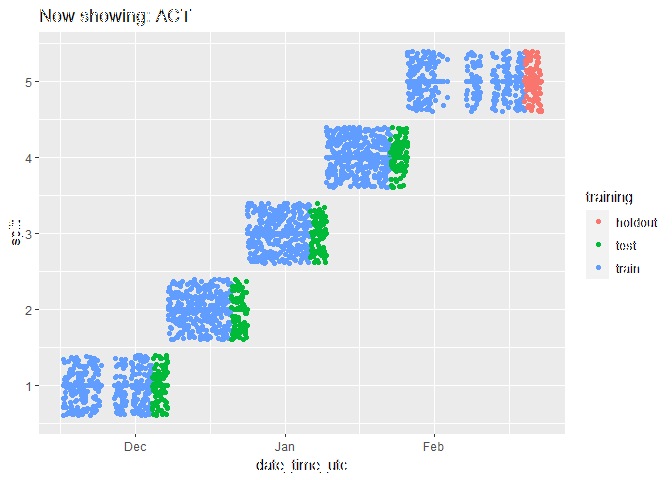 Now showing: ACT
5
4
3
2
1
split
Dec
Jan
Feb
date_time_utc
training
holdout
test
train